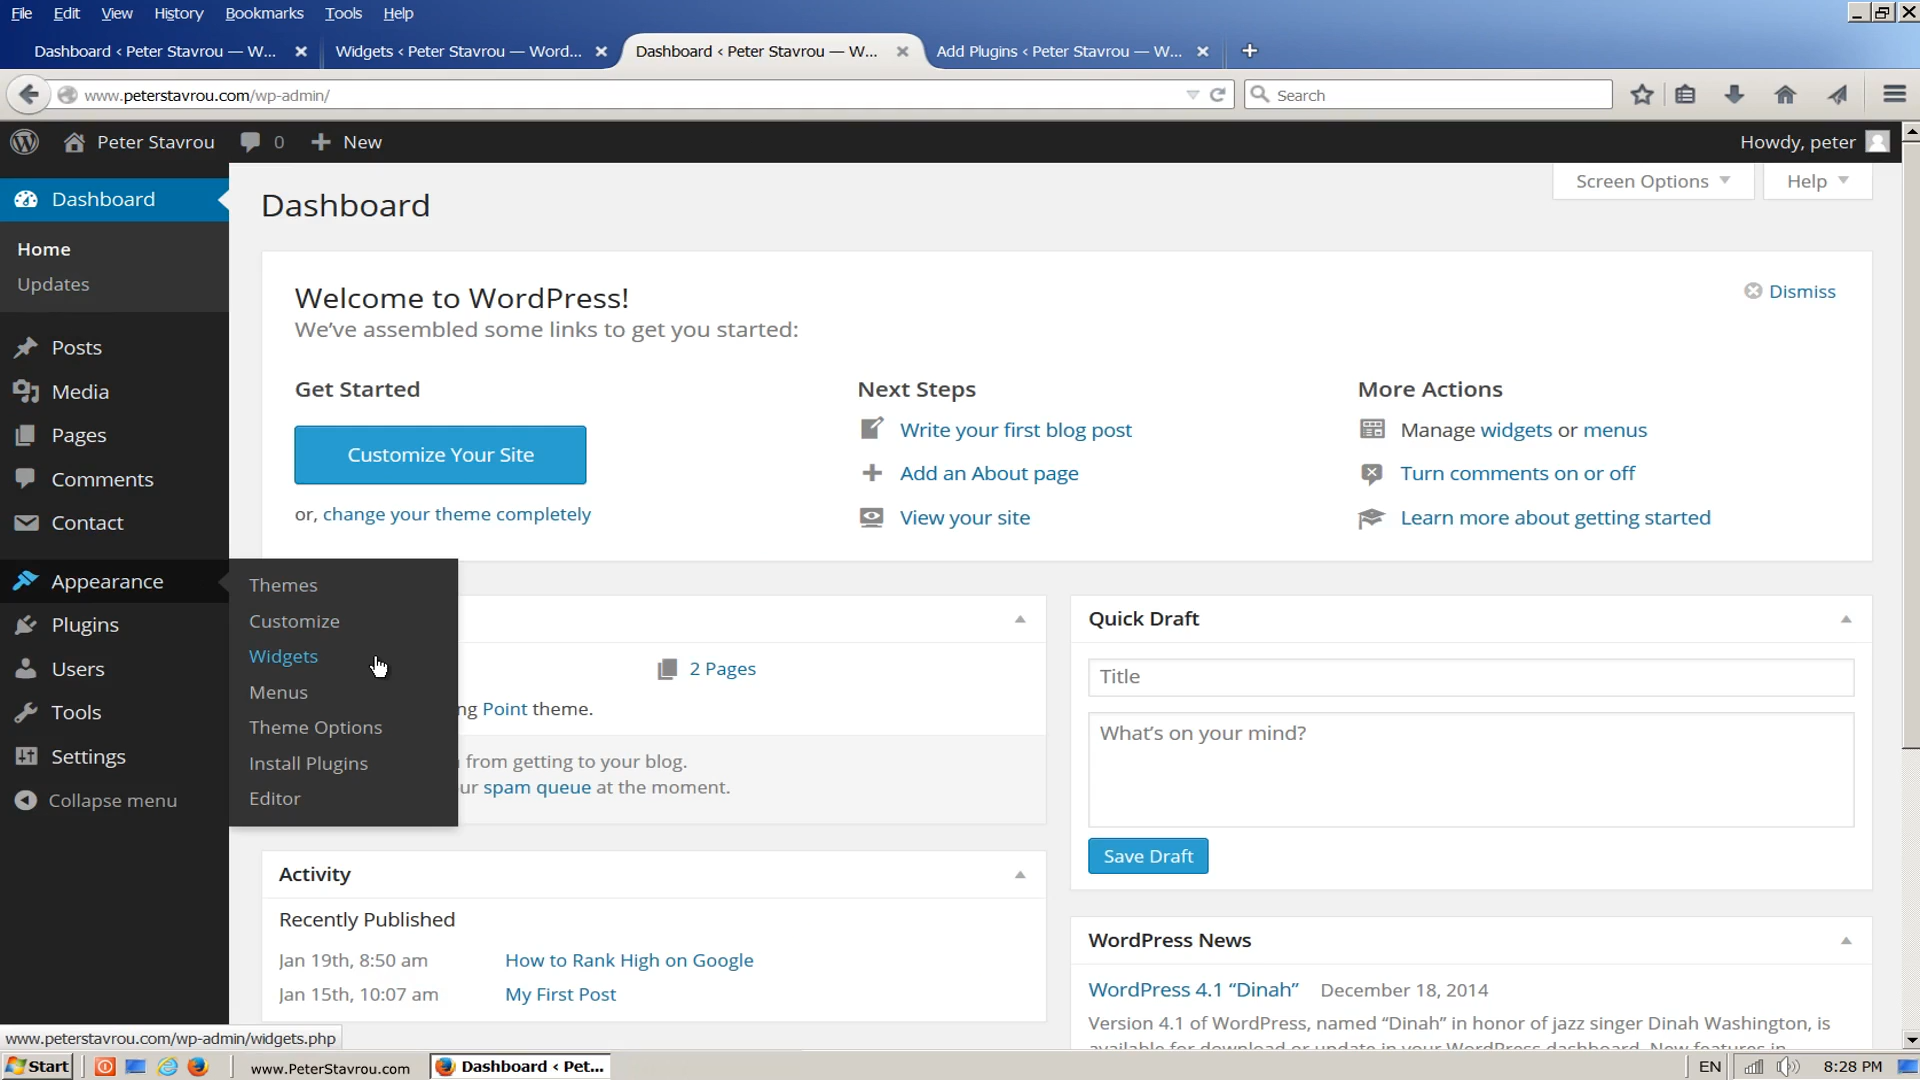 File Edit View History Bookmarks Tools Help
Dashboard ‹ Peter Stavrou — W... Widgets ‹ Peter Stavrou — Word... Dashboard ‹ Peter Stavrou — W... Add Plugins ‹ Peter Stavrou — W...
www.peterstavrou.com/wp-admin/ Search
Peter Stavrou 0 New Howdy, peter
Dashboard
Home
Updates
Posts
Media
Pages
Comments
Contact
Appearance
Plugins
Users
Tools
Settings
Collapse menu
Themes
Customize
Widgets
Menus
Theme Options
Install Plugins
Editor
Screen Options Help
Dashboard
Welcome to WordPress!
We've assembled some links to get you started:
Dismiss
Get Started
Customize Your Site
or, change your theme completely
Next Steps
Write your first blog post
Add an About page
View your site
More Actions
Manage widgets or menus
Turn comments on or off
Learn more about getting started
2 Pages
ng Point theme.
from getting to your blog.
ur spam queue at the moment.
Activity
Recently Published
Jan 19th, 8:50 am How to Rank High on Google
Jan 15th, 10:07 am My First Post
Quick Draft
Title
What's on your mind?
Save Draft
WordPress News
WordPress 4.1 “Dinah” December 18, 2014
Version 4.1 of WordPress, named “Dinah” in honor of jazz singer Dinah Washington, is
available for download or update in your WordPress dashboard. New features in
www.peterstavrou.com/wp-admin/widgets.php
Start www.PeterStavrou.com Dashboard ‹ Pet... EN 8:28 PM